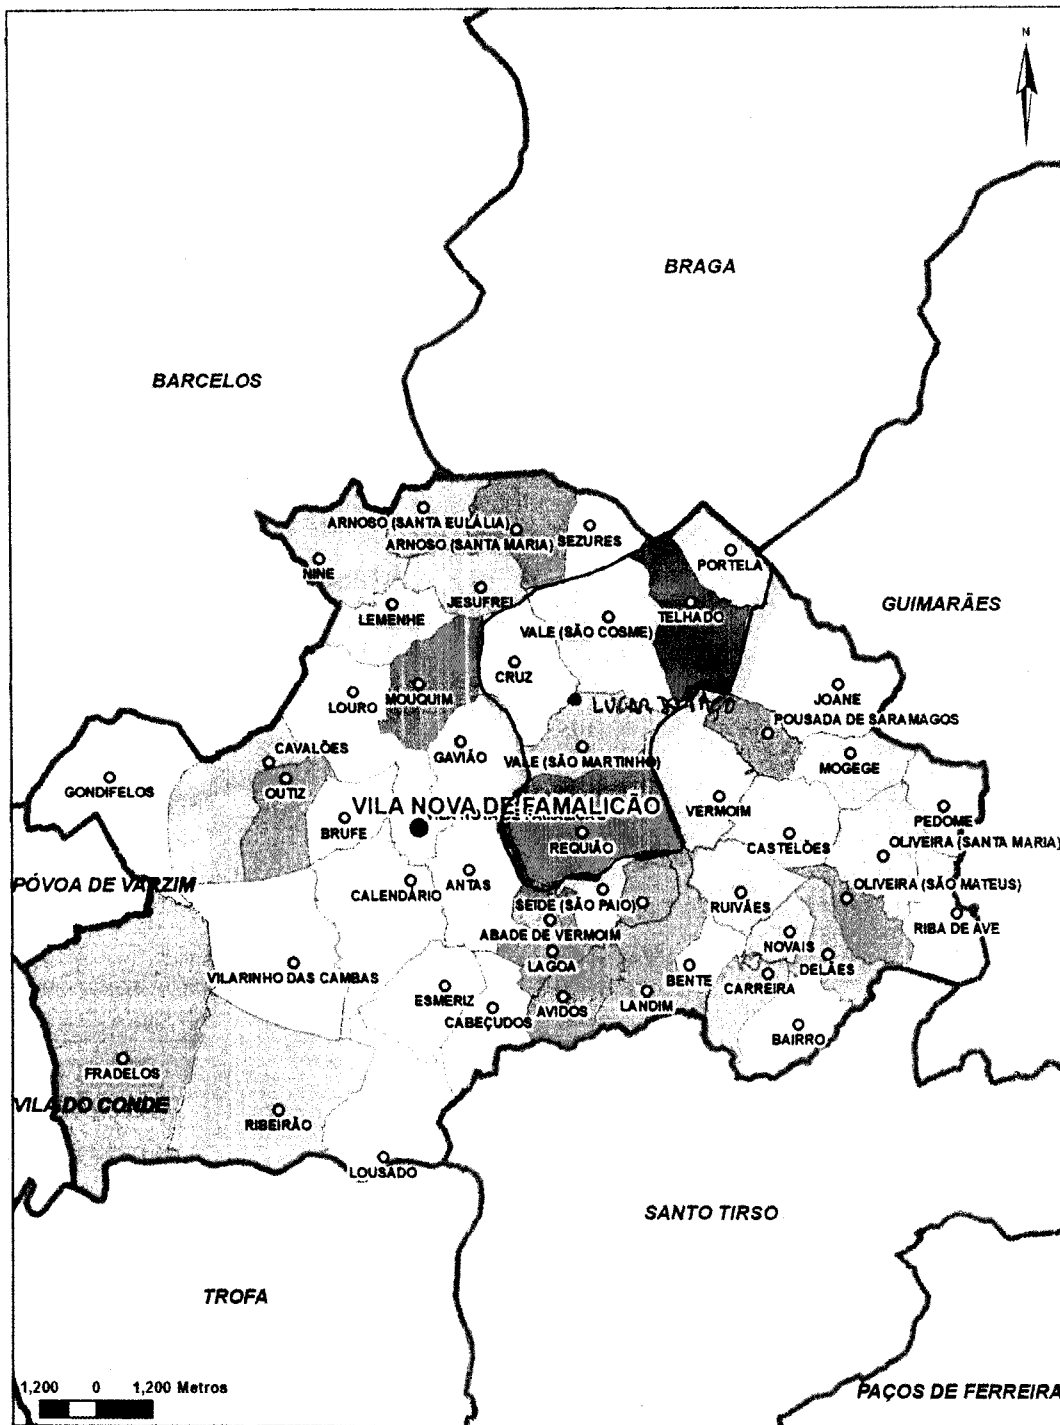 N
BRAGA
BARCELOS
ARNOSO (SANTA EULÁLIA)
ARNOSO (SANTA MARIA)
SEZURES
PORTELA
NINE
JESUFREI
GUIMARÃES
LEMENHE
VALE (SÃO COSME)
TELHADO
CRUZ
LOURO
MOUQUIM
LUGAR
JOANE
POUSADA DE SARAMAGOS
CAVALÕES
GAVIÃO
VALE (SÃO MARTINHO)
MOGEGE
GONDIFELOS
OUTIZ
VILA NOVA DE FAMALICÃO
VERMOIM
PEDOME
BRUFE
REQUIÃO
CASTELÕES
OLIVEIRA (SANTA MARIA)
PÓVOA DE VARZIM
CALENDÁRIO
ANTAS
SEIDE (SÃO PAIO)
RUIVÃES
OLIVEIRA (SÃO MATEUS)
ABADE DE VERMOIM
RIBA DE AVE
NOVAIS
VILARINHO DAS CAMBAS
LAGOA
BENTE
CARREIRA
DELÃES
ESMERIZ
CABEÇUDOS
AVIDOS
LANDIM
BAIRRO
FRADELOS
VILA DO CONDE
RIBEIRÃO
LOUSADO
SANTO TIRSO
TROFA
1,200 0 1,200 Metros
PAÇOS DE FERREIRA